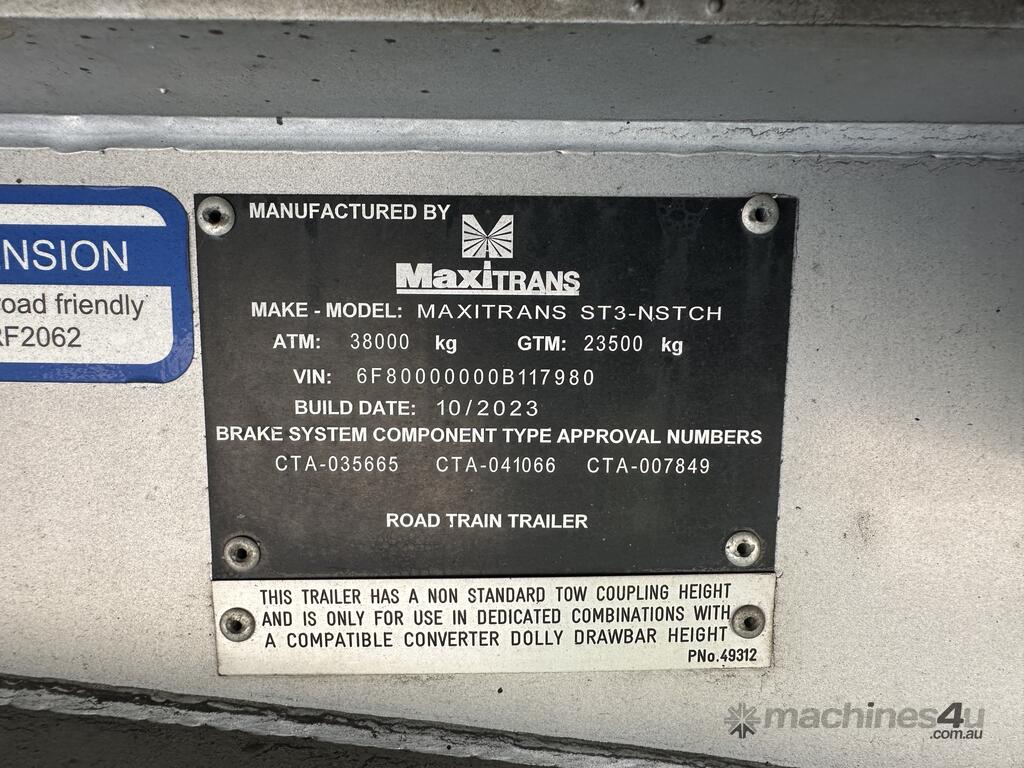 NSION
road friendly
RF2062
MANUFACTURED BY
MaxiTRANS
MAKE - MODEL: MAXITRANS ST3-NSTCH
ATM: 38000 kg GTM: 23500 kg
VIN: 6F80000000B117980
BUILD DATE: 10/2023
BRAKE SYSTEM COMPONENT TYPE APPROVAL NUMBERS
CTA-035665 CTA-041066 CTA-007849
ROAD TRAIN TRAILER
THIS TRAILER HAS A NON STANDARD TOW COUPLING HEIGHT
AND IS ONLY FOR USE IN DEDICATED COMBINATIONS WITH
A COMPATIBLE CONVERTER DOLLY DRAWBAR HEIGHT
PNo.49312
machines4u
.com.au